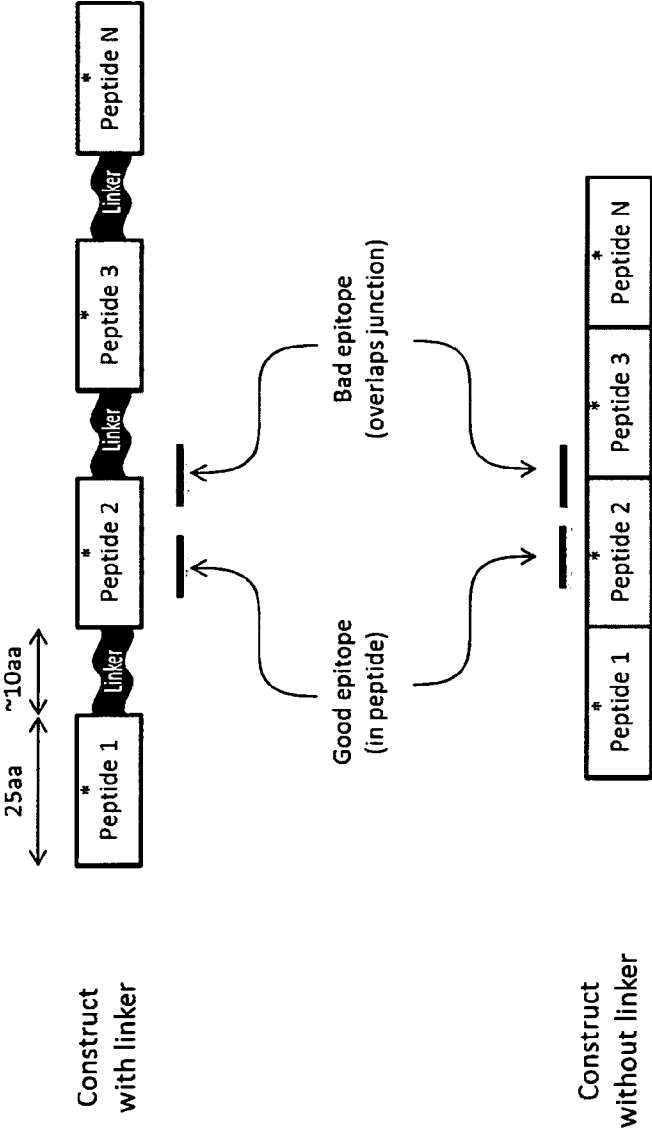 25aa
~10aa
Construct
with linker
*
Peptide 1
Linker
*
Peptide 2
Linker
*
Peptide 3
Linker
*
Peptide N
Good epitope
(in peptide)
Bad epitope
(overlaps junction)
Construct
without linker
*
Peptide 1
*
Peptide 2
*
Peptide 3
*
Peptide N